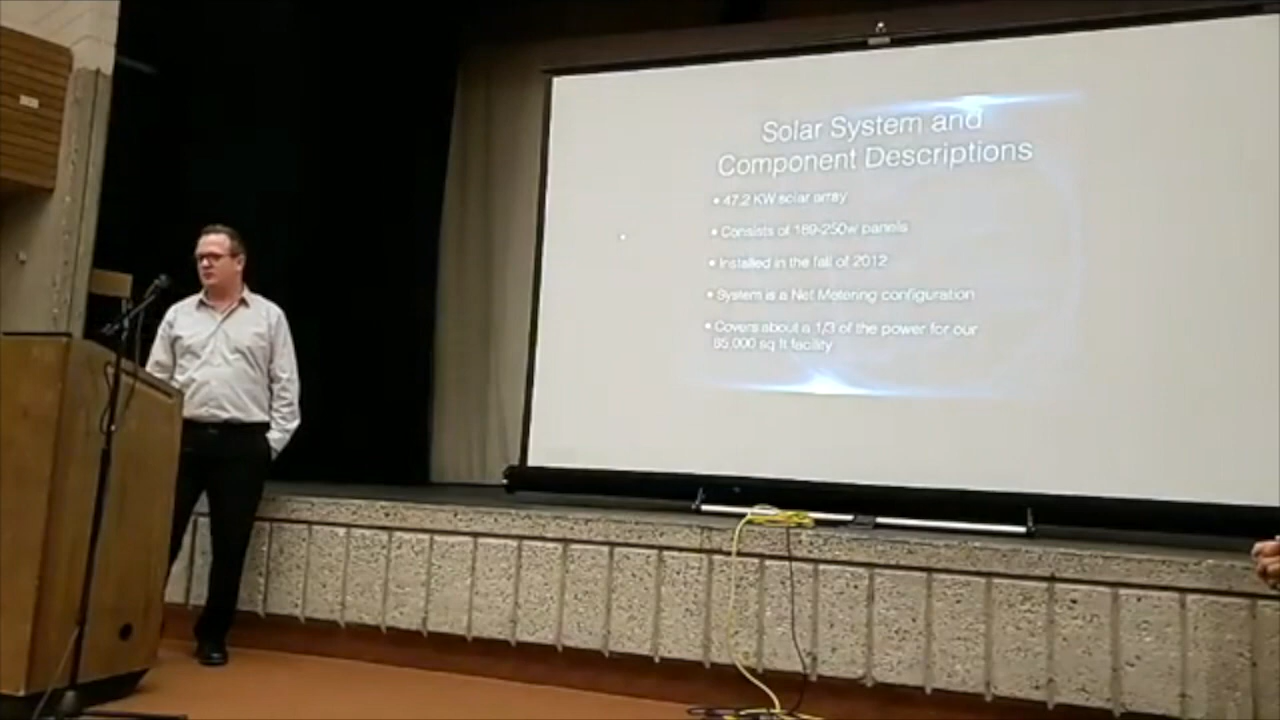 Solar System and
Component Descriptions
• 47.2 KW solar array
• Consists of 189-250w panels
• Installed in the fall of 2012
• System is a Net Metering configuration
• Covers about a 1/3 of the power for our
85,000 sq ft facility